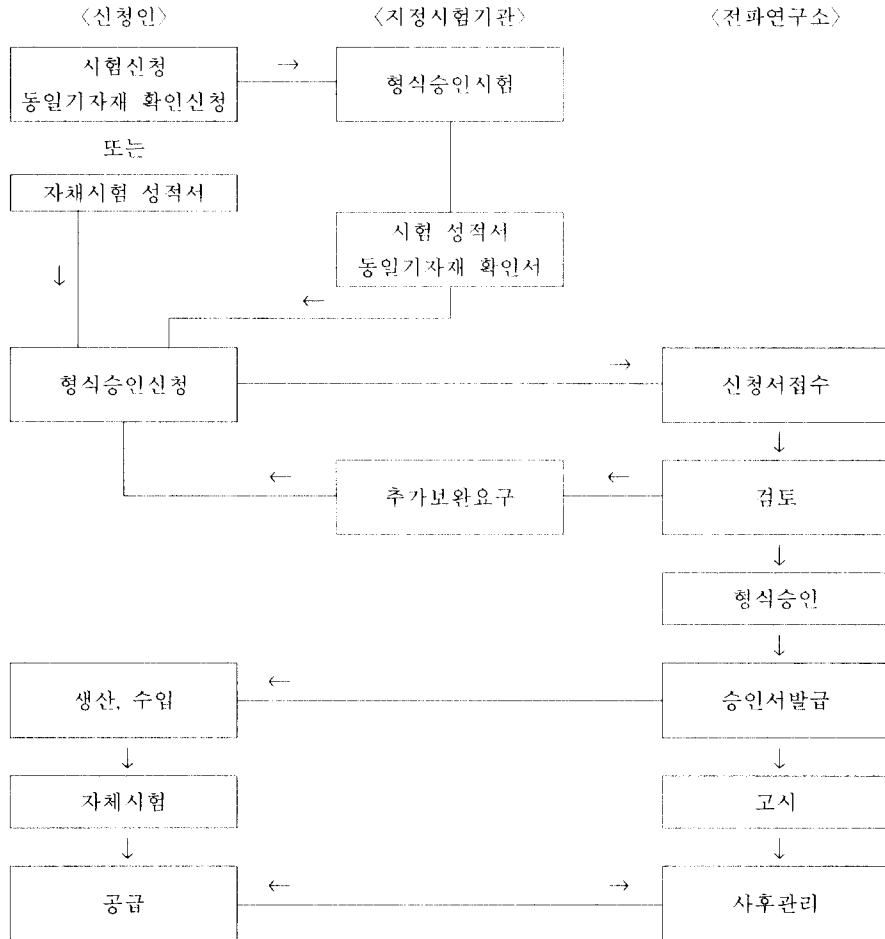 〈신청인〉 〈지정시험기관〉 〈전파연구소〉
시험신청
동일기자재 확인신청
→
형식승인시험
또는
자채시험 성적서
시험 성적서
동일기자재 확인서
↓
←
형식승인신청
→
신청서접수
↓
←
추가보완요구
←
검토
↓
형식승인
↓
생산, 수입
←
승인서발급
↓ ↓
자체시험
고시
↓ ↓
공급
← →
사후관리